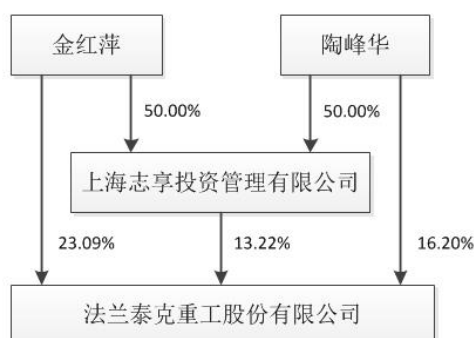 金红萍
陶峰华
50.00%
50.00%
上海志享投资管理有限公司
23.09%
13.22%
16.20%
法兰泰克重工股份有限公司